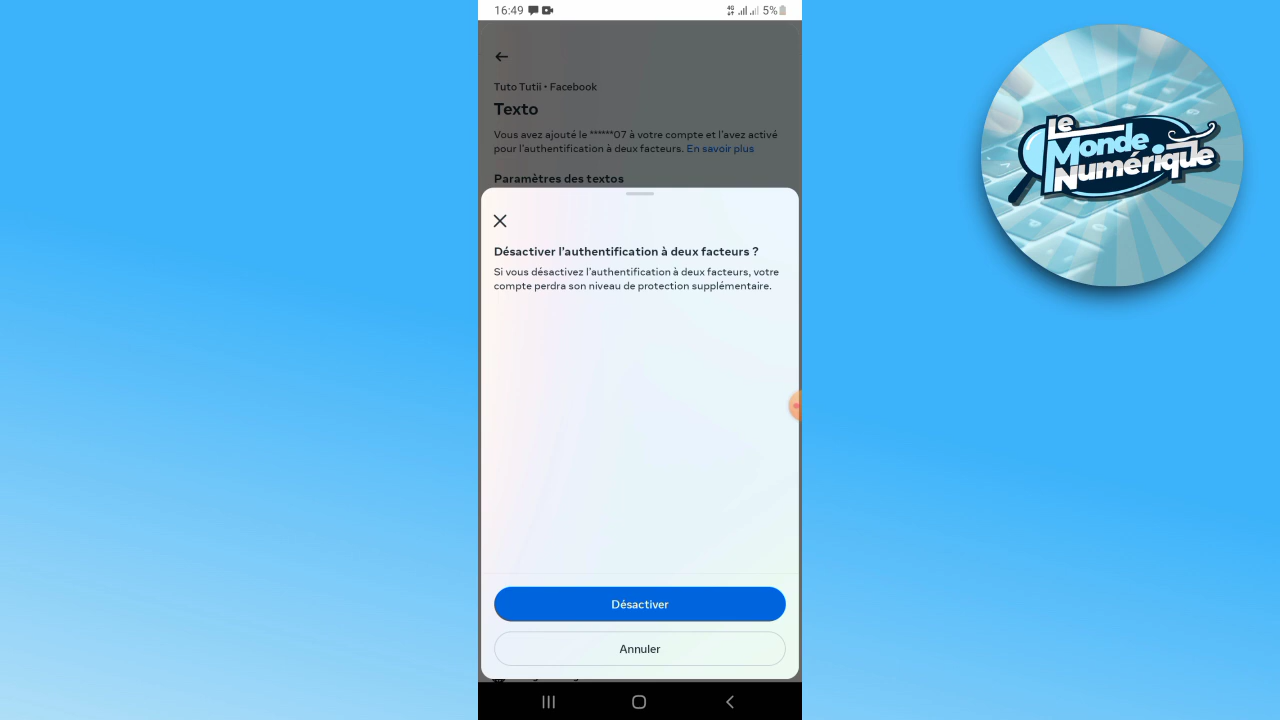 16:49
4G
5%
Tuto Tutii • Facebook
Texto
Vous avez ajouté le ******07 à votre compte et l'avez activé
pour l'authentification à deux facteurs. En savoir plus
Paramètres des textos
Désactiver l'authentification à deux facteurs ?
Si vous désactivez l'authentification à deux facteurs, votre
compte perdra son niveau de protection supplémentaire.
Désactiver
Annuler
Le
Monde
Numérique